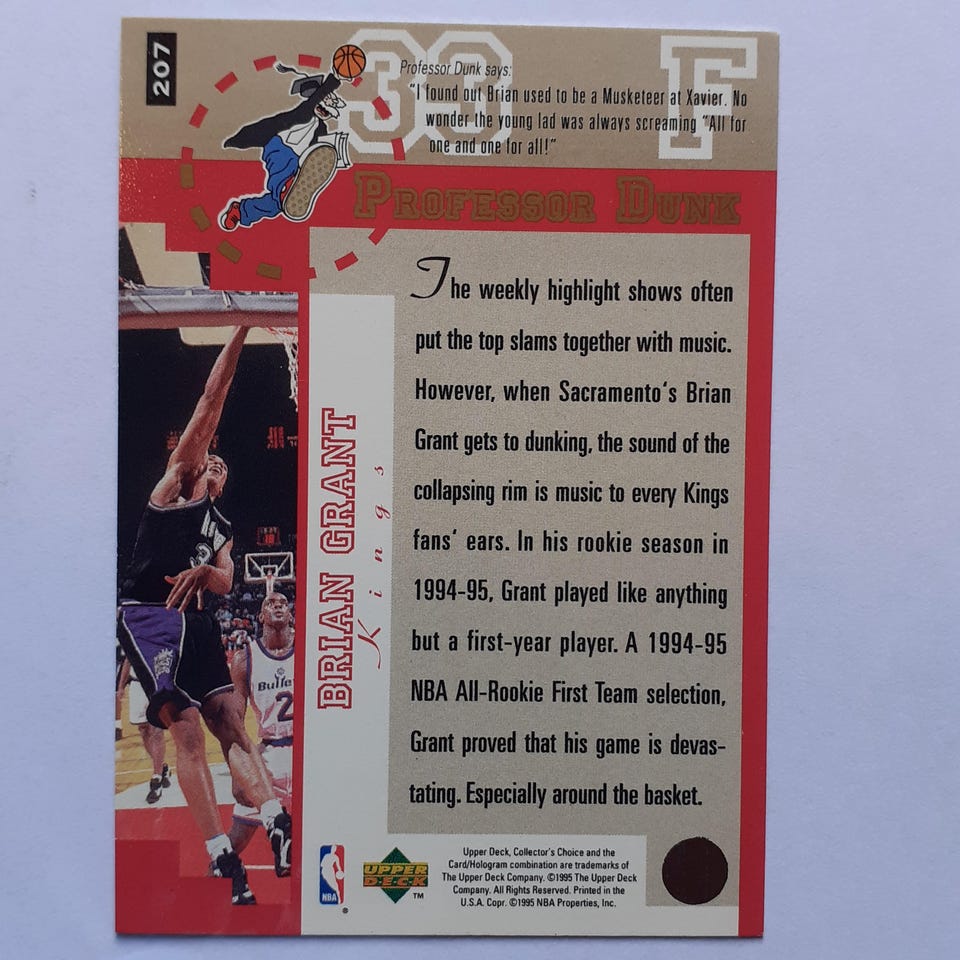 207
33 F
Professor Dunk says:
"I found out Brian used to be a Musketeer at Xavier. No
wonder the young lad was always screaming "All for
one and one for all!"
PROFESSOR DUNK
The weekly highlight shows often
put the top slams together with music.
However, when Sacramento's Brian
Grant gets to dunking, the sound of the
collapsing rim is music to every Kings
fans' ears. In his rookie season in
1994-95, Grant played like anything
but a first-year player. A 1994-95
NBA All-Rookie First Team selection,
Grant proved that his game is devas-
tating. Especially around the basket.
BRIAN GRANT
Kings
Bullets
2
NBA
®
UPPER
DECK
™
Upper Deck, Collector's Choice and the
Card/Hologram combination are trademarks of
The Upper Deck Company. ©1995 The Upper Deck
Company. All Rights Reserved. Printed in the
U.S.A. Copr. ©1995 NBA Properties, Inc.